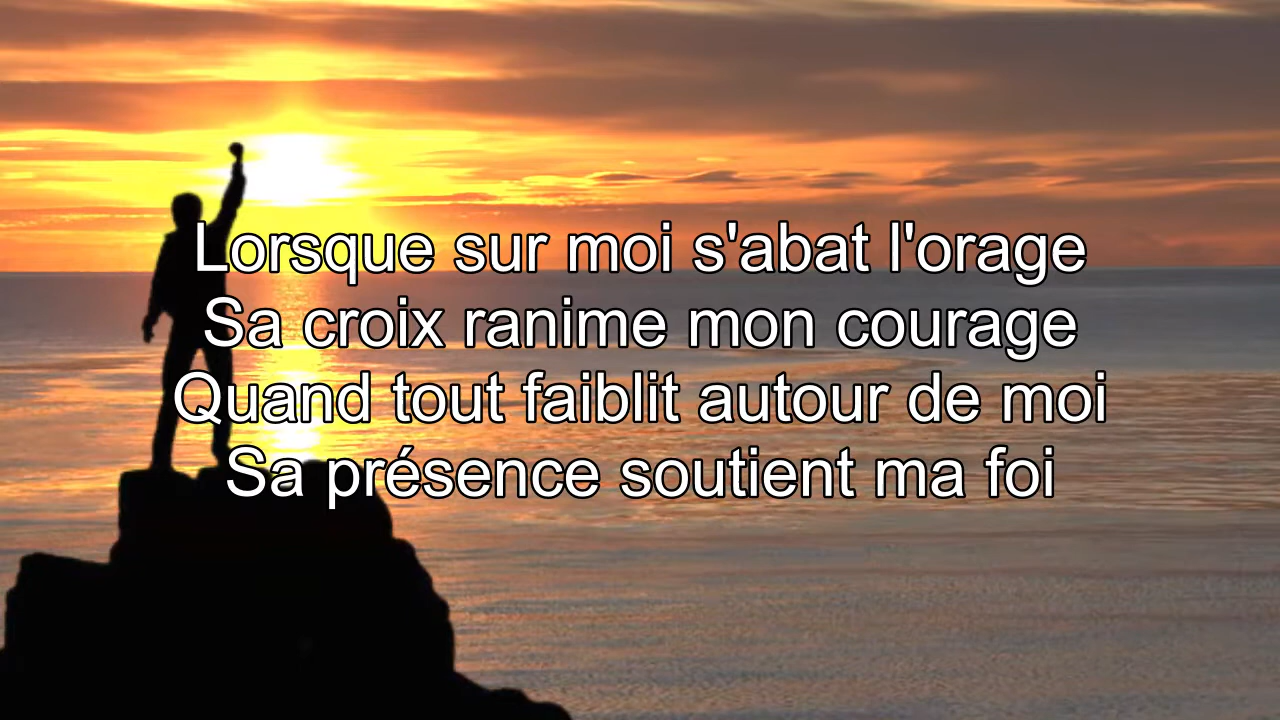 Lorsque sur moi s'abat l'orage
Sa croix ranime mon courage
Quand tout faiblit autour de moi
Sa présence soutient ma foi